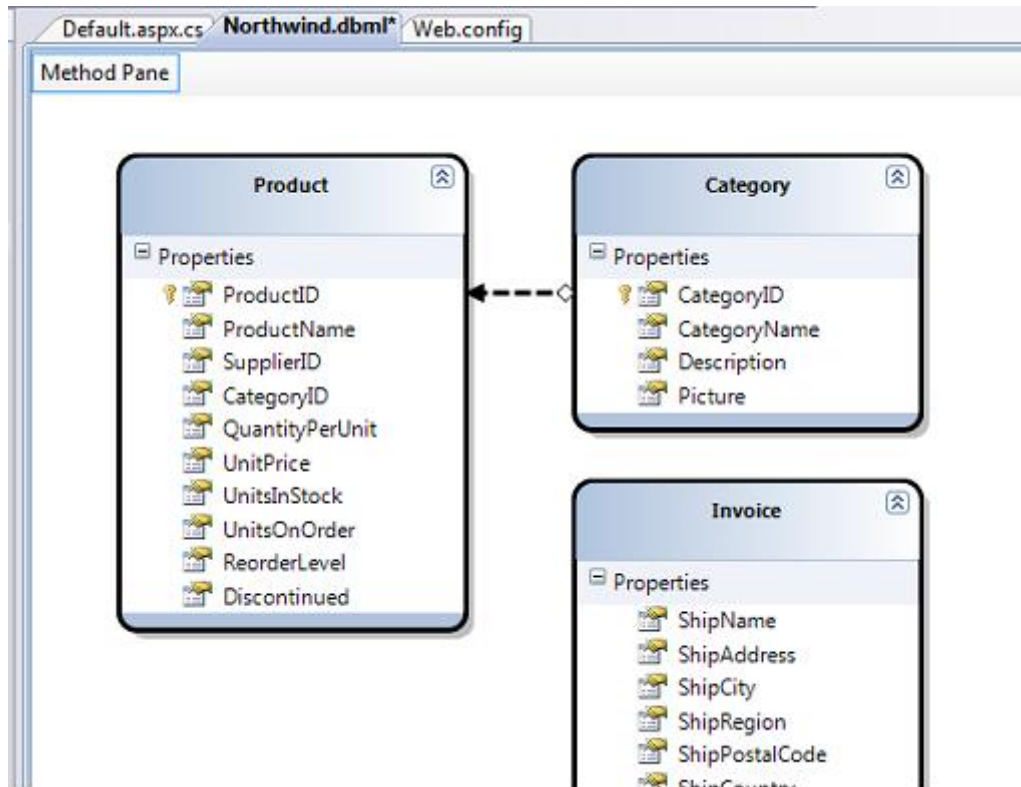 Default.aspx.cs Northwind.dbml* Web.config
Method Pane
Product
Properties
ProductID
ProductName
SupplierID
CategoryID
QuantityPerUnit
UnitPrice
UnitsInStock
UnitsOnOrder
ReorderLevel
Discontinued
Category
Properties
CategoryID
CategoryName
Description
Picture
Invoice
Properties
ShipName
ShipAddress
ShipCity
ShipRegion
ShipPostalCode
ShipCountry